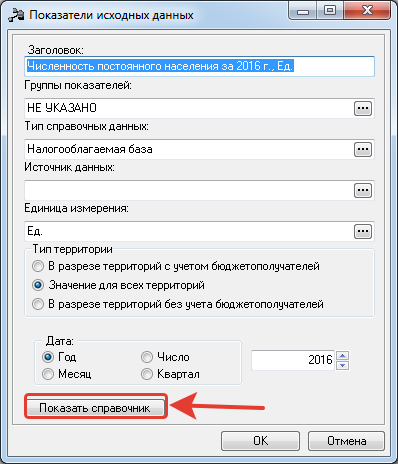 Показатели исходных данных
Заголовок:
Численность постоянного населения за 2016 г., Ед.
Группы показателей:
НЕ УКАЗАНО
Тип справочных данных:
Налогооблагаемая база
Источник данных:
Единица измерения:
Ед.
Тип территории
В разрезе территорий с учетом бюджетополучателей
Значение для всех территорий
В разрезе территорий без учета бюджетополучателей
Дата:
Год Число 2016
Месяц Квартал
Показать справочник
OK Отмена